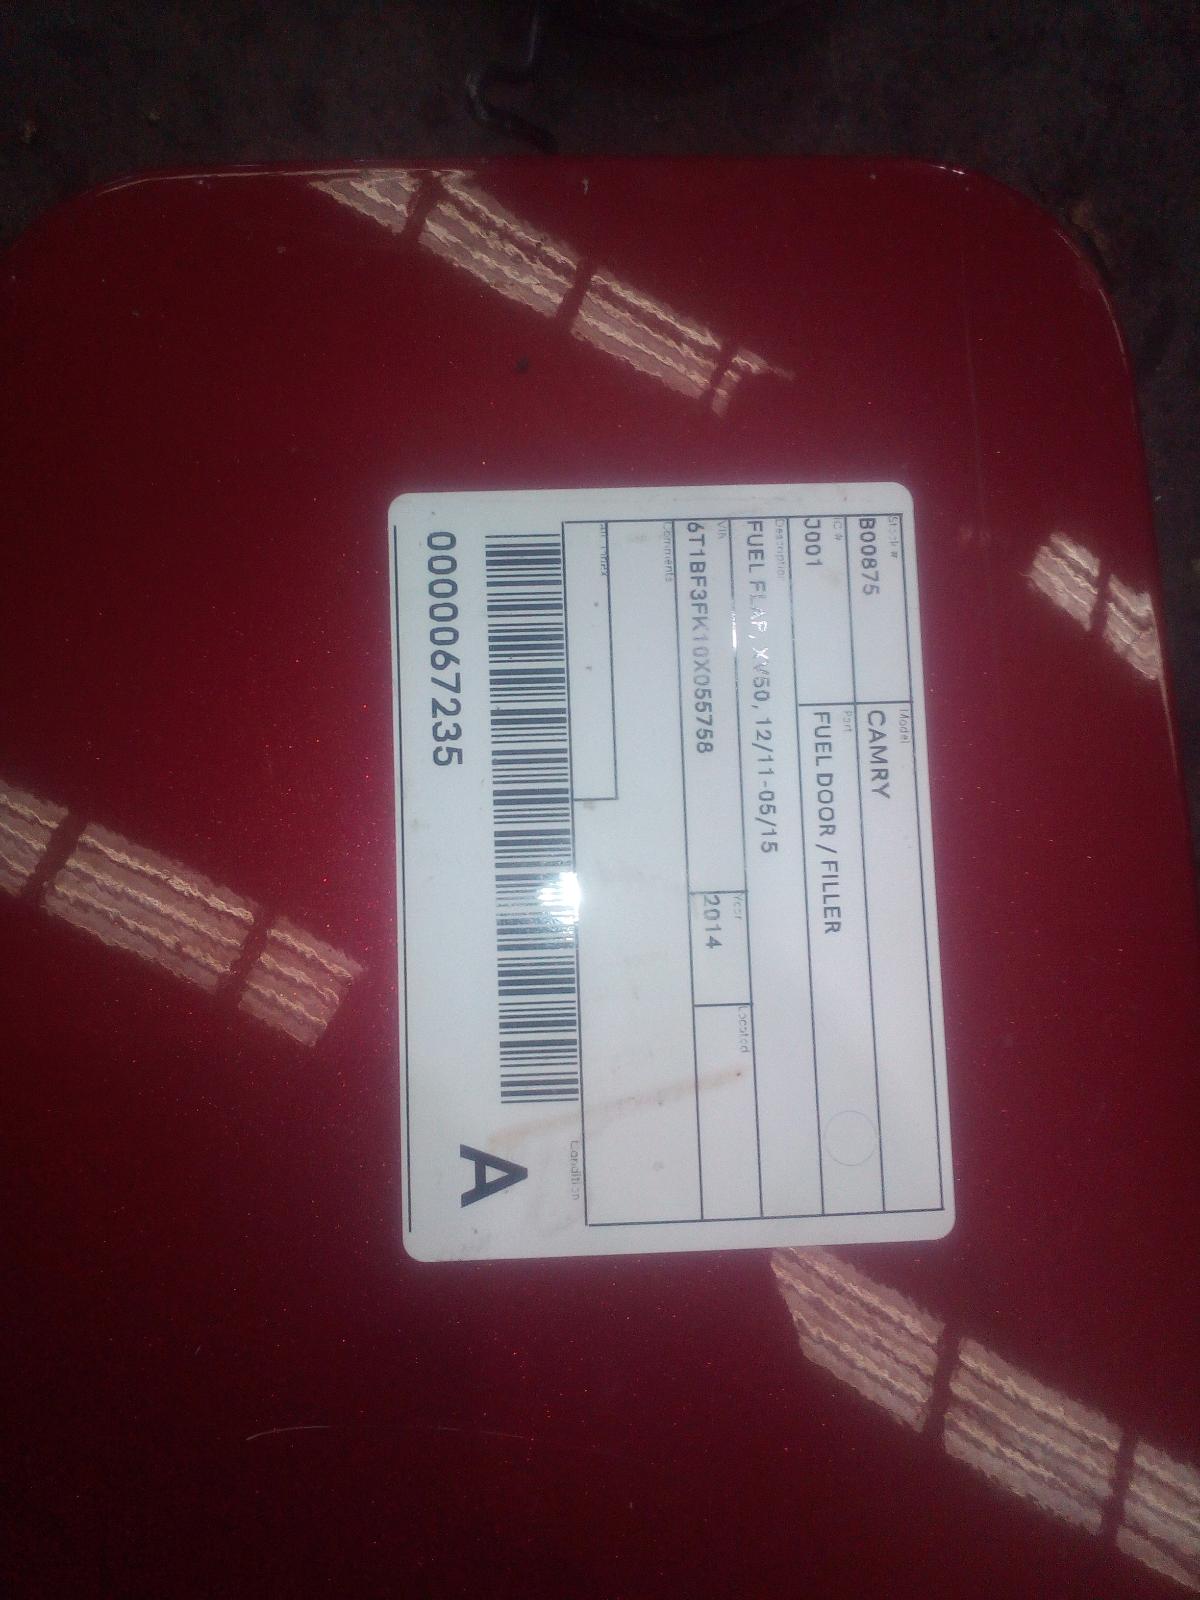 Stock #
Model
B00875
CAMRY
IC #
Part
J001
FUEL DOOR / FILLER
Description
FUEL FLAP, XV50, 12/11-05/15
VIN
Year
Located
6T1BF3FK10X055758
2014
Comments
Condition
0000067235
A